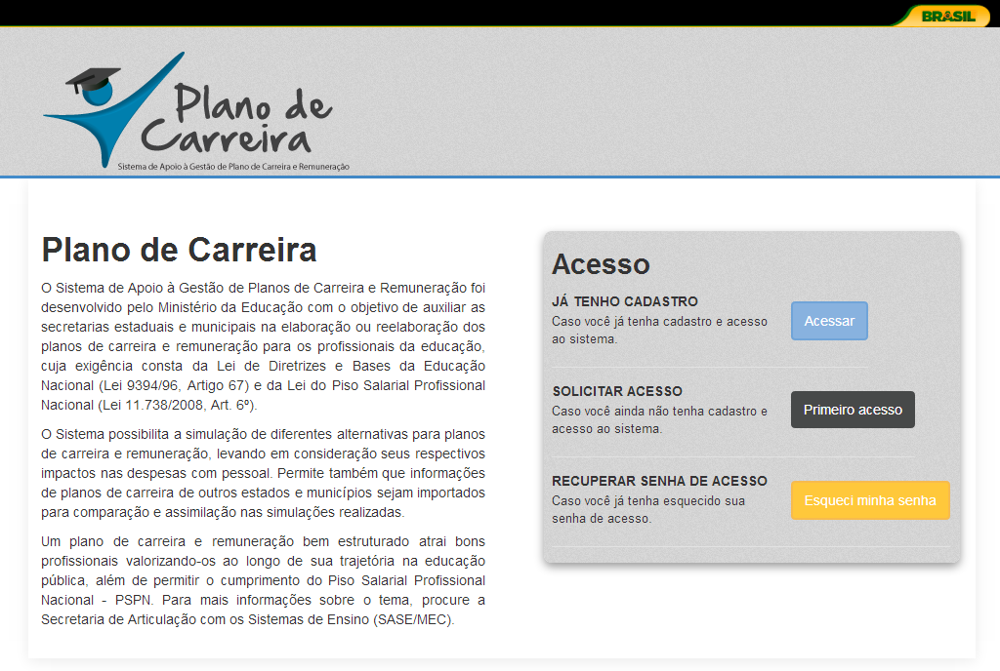 BRASIL
Plano de
Carreira
Sistema de Apoio à Gestão de Plano de Carreira e Remuneração
Plano de Carreira
O Sistema de Apoio à Gestão de Planos de Carreira e Remuneração foi
desenvolvido pelo Ministério da Educação com o objetivo de auxiliar as
secretarias estaduais e municipais na elaboração ou reelaboração dos
planos de carreira e remuneração para os profissionais da educação,
cuja exigência consta da Lei de Diretrizes e Bases da Educação
Nacional (Lei 9394/96, Artigo 67) e da Lei do Piso Salarial Profissional
Nacional (Lei 11.738/2008, Art. 6º).
O Sistema possibilita a simulação de diferentes alternativas para planos
de carreira e remuneração, levando em consideração seus respectivos
impactos nas despesas com pessoal. Permite também que informações
de planos de carreira de outros estados e municípios sejam importados
para comparação e assimilação nas simulações realizadas.
Um plano de carreira e remuneração bem estruturado atrai bons
profissionais valorizando-os ao longo de sua trajetória na educação
pública, além de permitir o cumprimento do Piso Salarial Profissional
Nacional - PSPN. Para mais informações sobre o tema, procure a
Secretaria de Articulação com os Sistemas de Ensino (SASE/MEC).
Acesso
JÁ TENHO CADASTRO
Caso você já tenha cadastro e acesso
ao sistema.
Acessar
SOLICITAR ACESSO
Caso você ainda não tenha cadastro e
acesso ao sistema.
Primeiro acesso
RECUPERAR SENHA DE ACESSO
Caso você já tenha esquecido sua
senha de acesso.
Esqueci minha senha